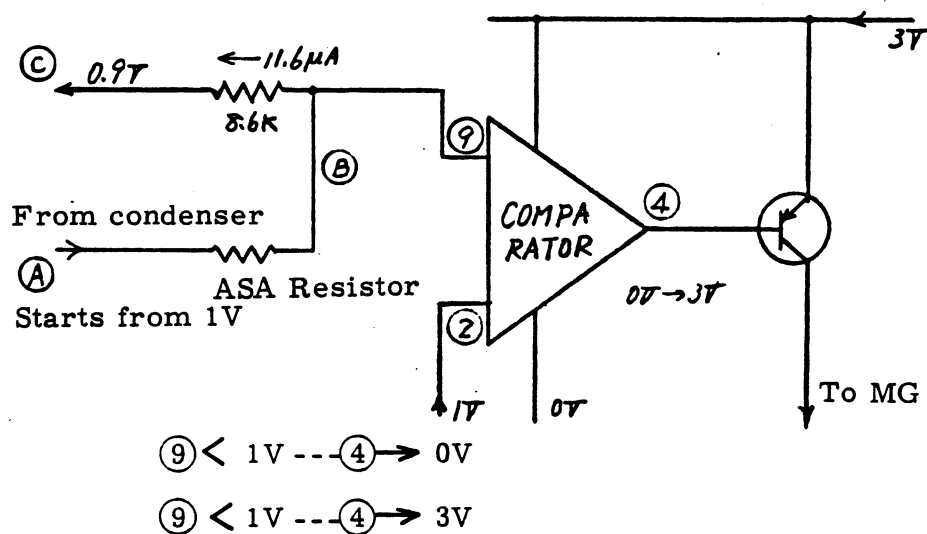 3V
Ⓒ 0.9V ←11.6µA
8.6K
⑨
Ⓑ
④
COMPA
RATOR
From condenser
Ⓐ
ASA Resistor
0V→3V
Starts from 1V
②
1V
0V
To MG
⑨ < 1V ---④→ 0V
⑨ < 1V ---④→ 3V